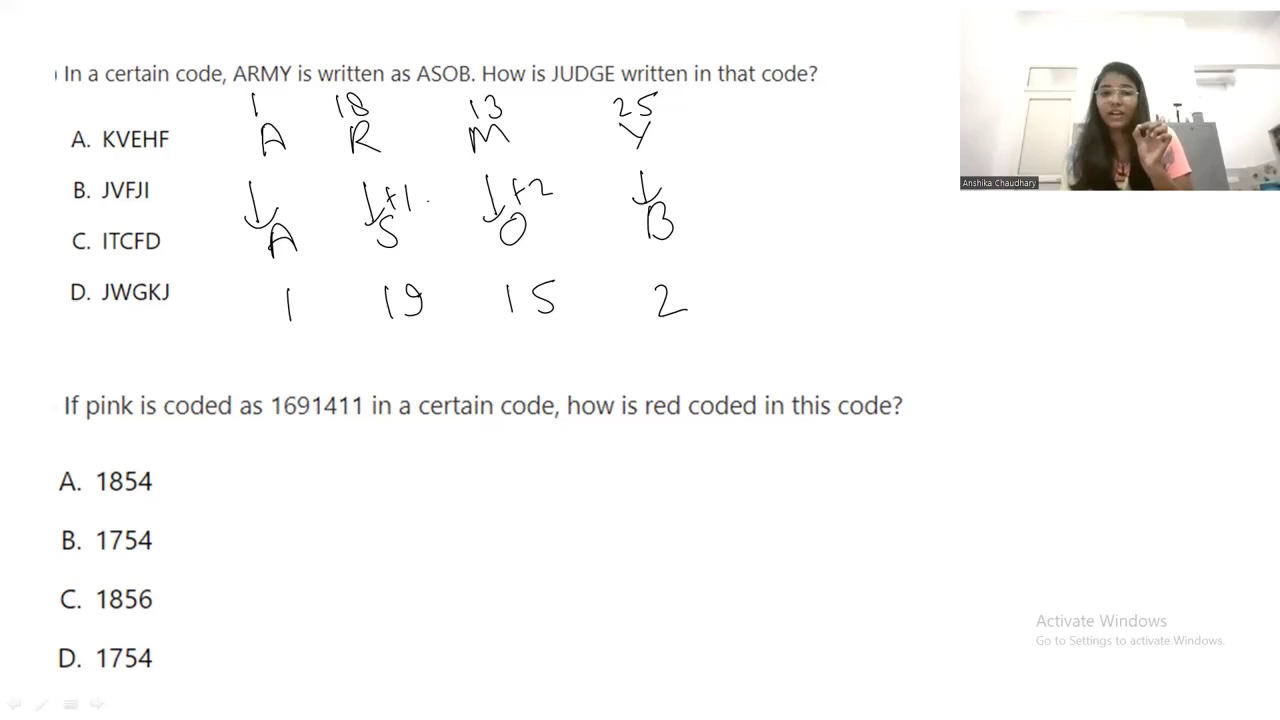 In a certain code, ARMY is written as ASOB. How is JUDGE written in that code?
1 18 13 25
A. KVEHF
A R M Y
B. JVFJI
+1. +2
C. ITCFD
A S O B
D. JWGKJ
1 19 15 2
Anshika Chaudhary
If pink is coded as 1691411 in a certain code, how is red coded in this code?
A. 1854
B. 1754
C. 1856
D. 1754
Activate Windows
Go to Settings to activate Windows.